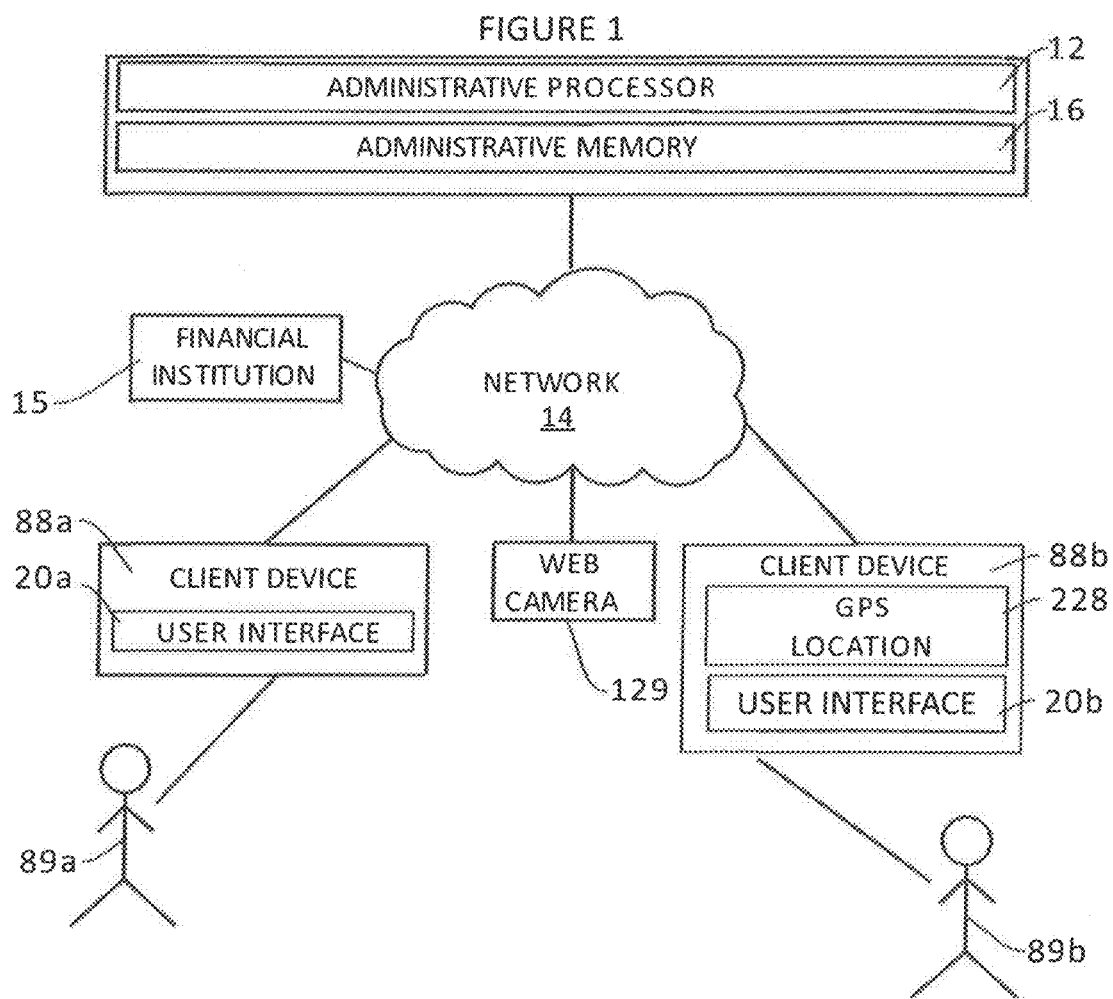 FIGURE 1
12
ADMINISTRATIVE PROCESSOR
16
ADMINISTRATIVE MEMORY
FINANCIAL
INSTITUTION
15
NETWORK
14
88a
CLIENT DEVICE
20a
USER INTERFACE
WEB
CAMERA
129
CLIENT DEVICE
88b
GPS
LOCATION
228
USER INTERFACE
20b
89a
89b